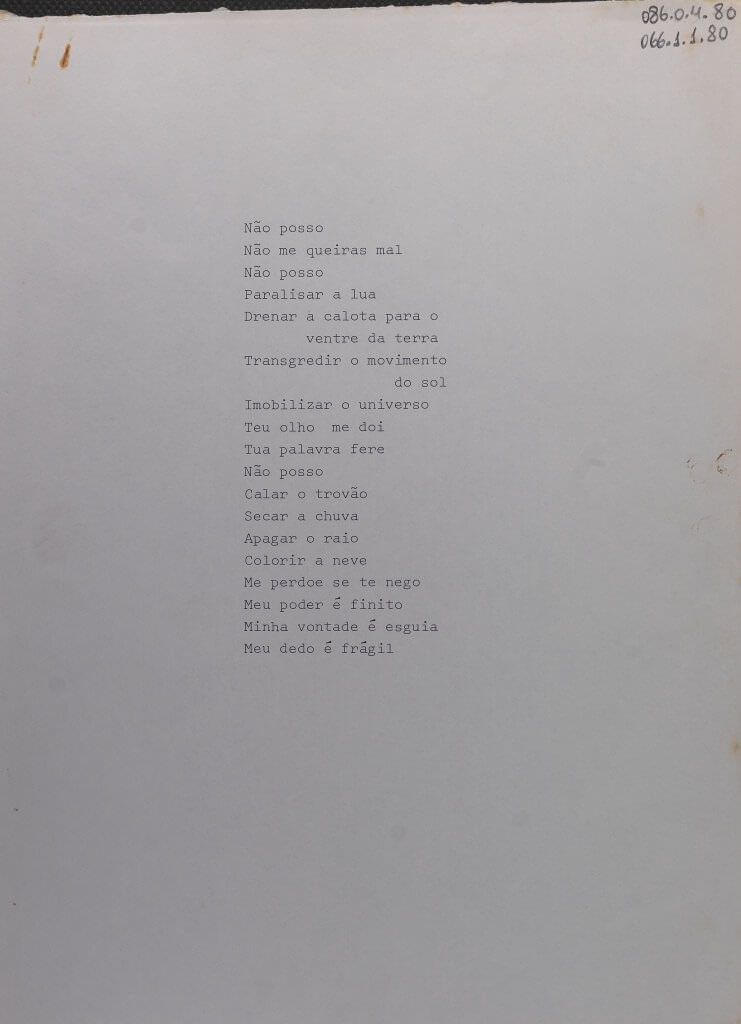 086.0.4.80
066.1.1.80
Não posso
Não me queiras mal
Não posso
Paralisar a lua
Drenar a calota para o
ventre da terra
Transgredir o movimento
do sol
Imobilizar o universo
Teu olho  me doi
Tua palavra fere
Não posso
Calar o trovão
Secar a chuva
Apagar o raio
Colorir a neve
Me perdoe se te nego
Meu poder é finito
Minha vontade é esguia
Meu dedo é frágil